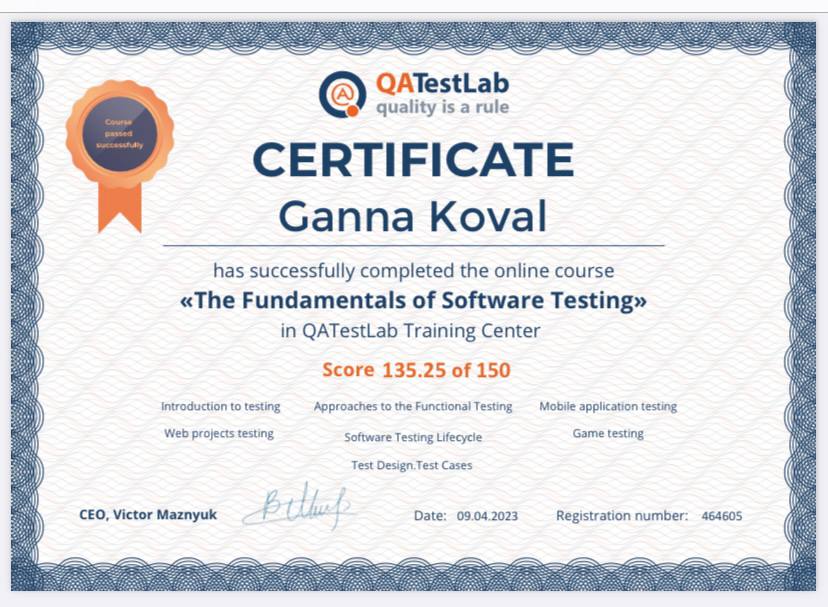 QATestLab
quality is a rule
Course
passed
successfully
CERTIFICATE
Ganna Koval
has successfully completed the online course
«The Fundamentals of Software Testing»
in QATestLab Training Center
Score 135.25 of 150
Introduction to testing
Approaches to the Functional Testing
Mobile application testing
Web projects testing
Software Testing Lifecycle
Game testing
Test Design.Test Cases
CEO, Victor Maznyuk
Date: 09.04.2023
Registration number: 464605